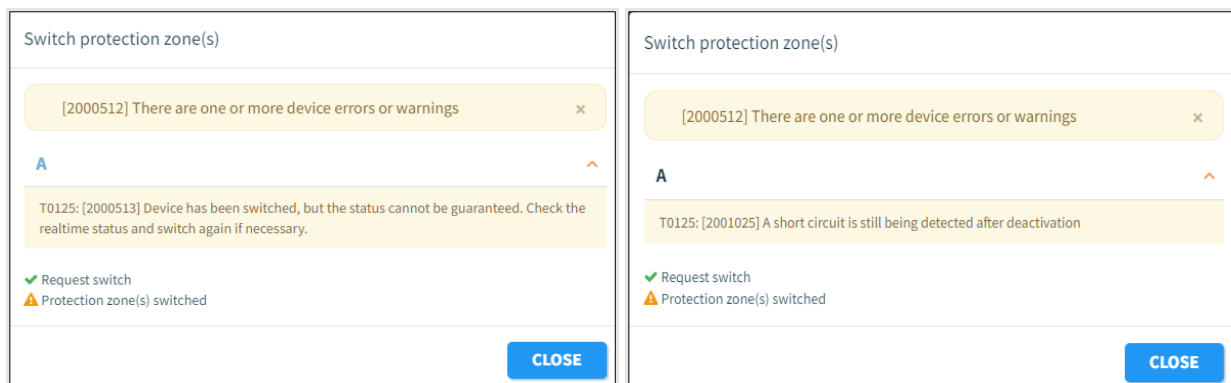 Switch protection zone(s)
[2000512] There are one or more device errors or warnings ×
A
T0125: [2000513] Device has been switched, but the status cannot be guaranteed. Check the
realtime status and switch again if necessary.
Request switch
Protection zone(s) switched
CLOSE
Switch protection zone(s)
[2000512] There are one or more device errors or warnings ×
A
T0125: [2001025] A short circuit is still being detected after deactivation
Request switch
Protection zone(s) switched
CLOSE